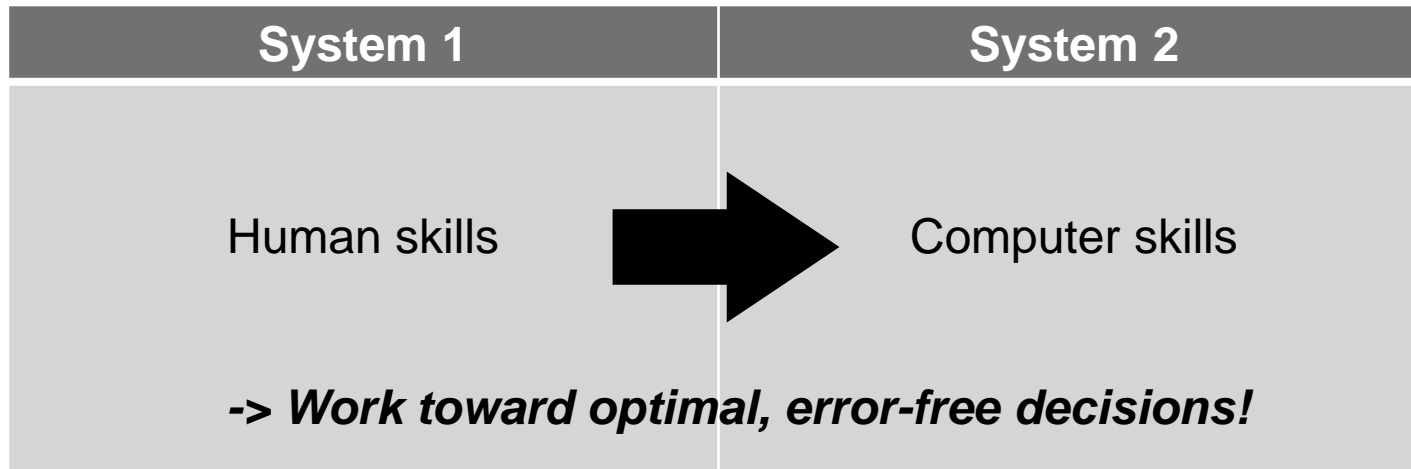 System 1
System 2
Human skills
Computer skills
-> Work toward optimal, error-free decisions!